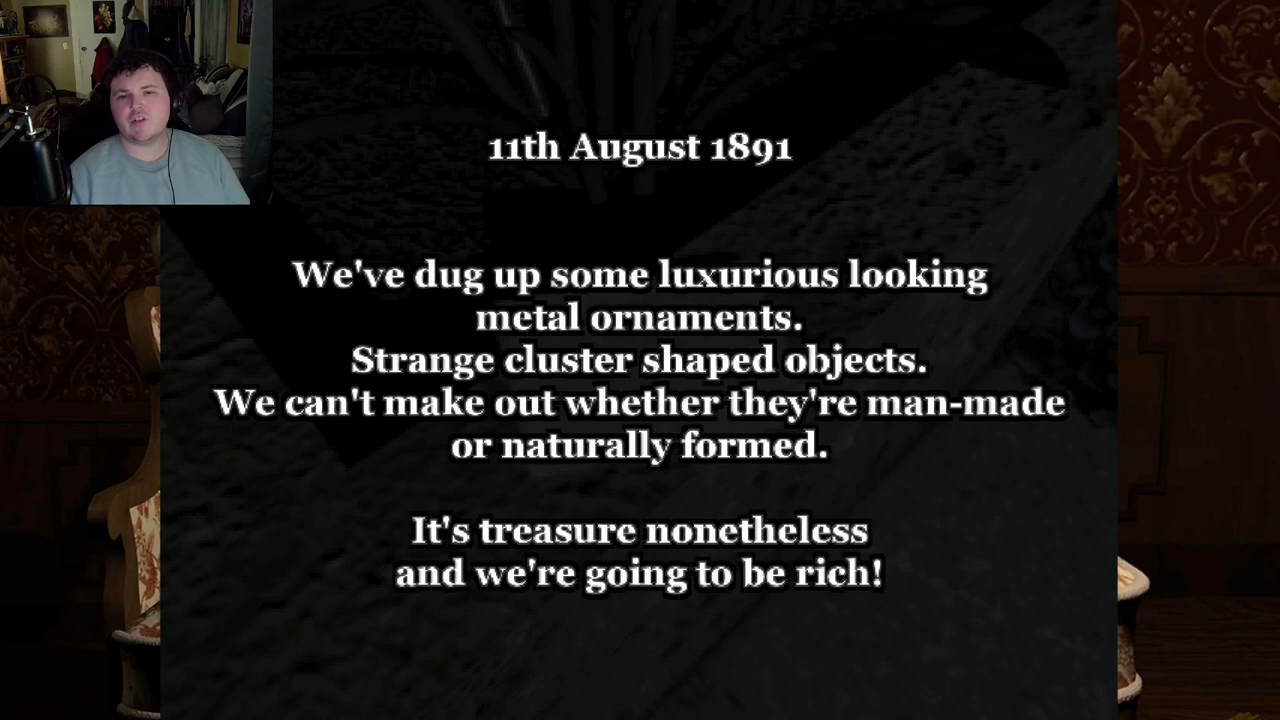 11th August 1891
We've dug up some luxurious looking
metal ornaments.
Strange cluster shaped objects.
We can't make out whether they're man-made
or naturally formed.
It's treasure nonetheless
and we're going to be rich!